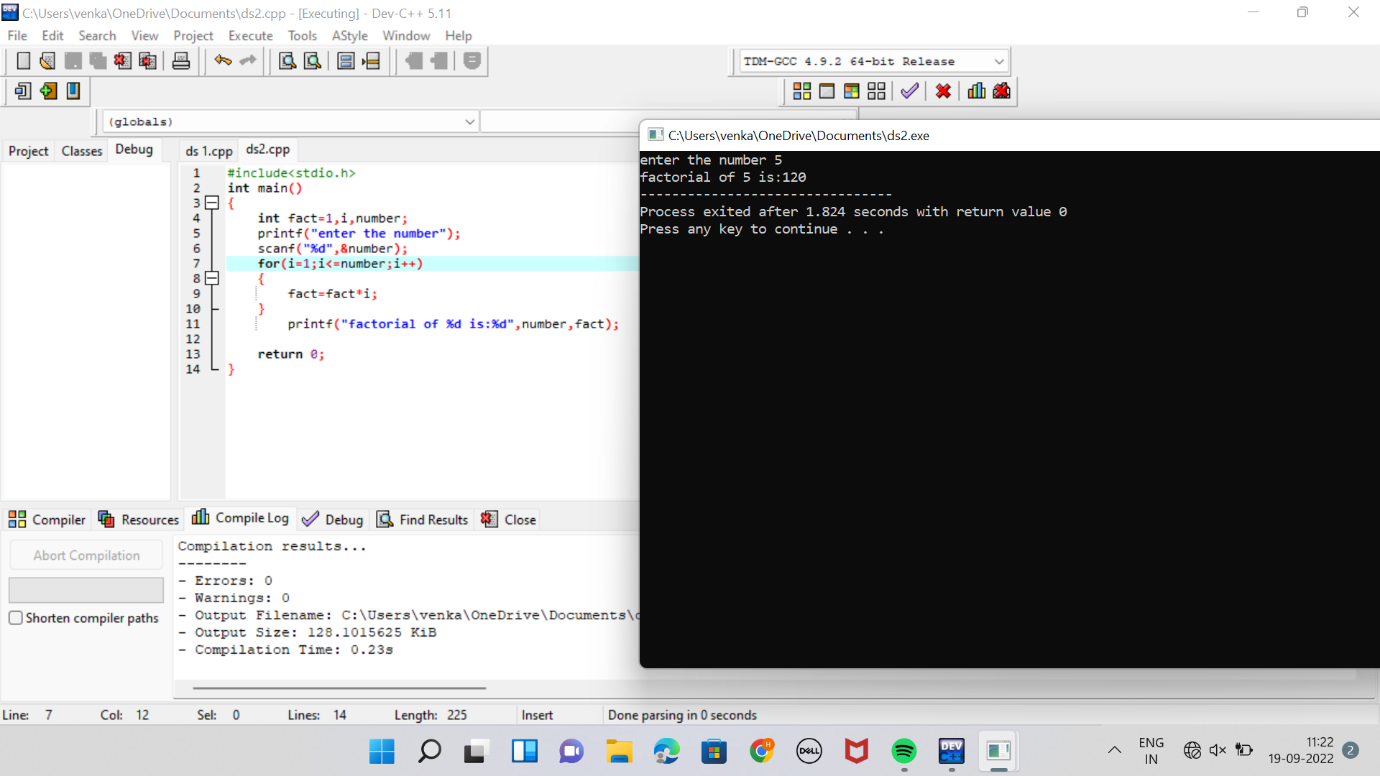 C:\Users\venka\OneDrive\Documents\ds2.cpp - [Executing] - Dev-C++ 5.11
File Edit Search View Project Execute Tools AStyle Window Help
TDM-GCC 4.9.2 64-bit Release
(globals)
Project Classes Debug
ds 1.cpp ds2.cpp
1 #include<stdio.h>
2 int main()
3 {
4 int fact=1,i,number;
5 printf("enter the number");
6 scanf("%d",&number);
7 for(i=1;i<=number;i++)
8 {
9 fact=fact*i;
10 }
11 printf("factorial of %d is:%d",number,fact);
12
13 return 0;
14 }
C:\Users\venka\OneDrive\Documents\ds2.exe
enter the number 5
factorial of 5 is:120
--------------------------------
Process exited after 1.824 seconds with return value 0
Press any key to continue . . .
Compiler Resources Compile Log Debug Find Results Close
Abort Compilation
Shorten compiler paths
Compilation results...
--------
- Errors: 0
- Warnings: 0
- Output Filename: C:\Users\venka\OneDrive\Documents\
- Output Size: 128.1015625 KiB
- Compilation Time: 0.23s
Line: 7 Col: 12 Sel: 0 Lines: 14 Length: 225 Insert Done parsing in 0 seconds
DELL
DEV
ENG
IN
11:22
19-09-2022
2